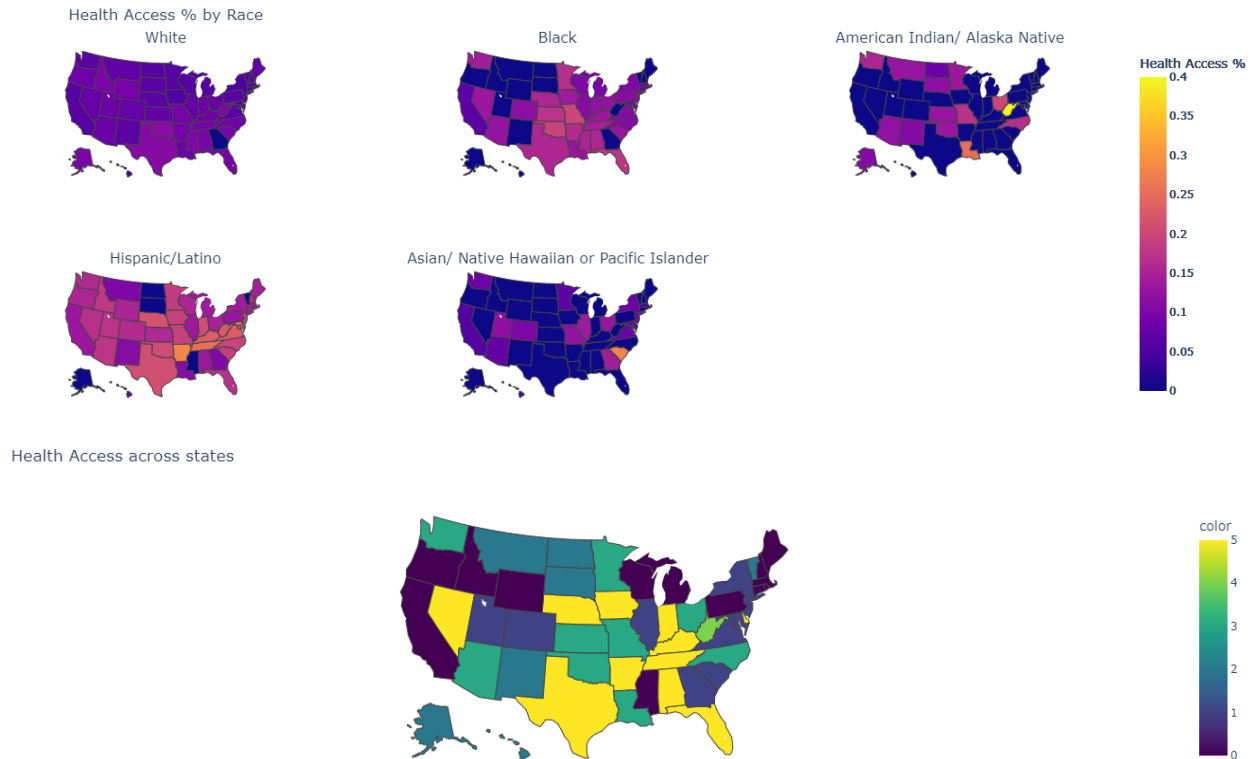 Health Access % by Race
White
Black
American Indian/ Alaska Native
Health Access %
0.4
0.35
0.3
0.25
0.2
0.15
0.1
0.05
0
Hispanic/Latino
Asian/ Native Hawaiian or Pacific Islander
Health Access across states
color
5
4
3
2
1
0